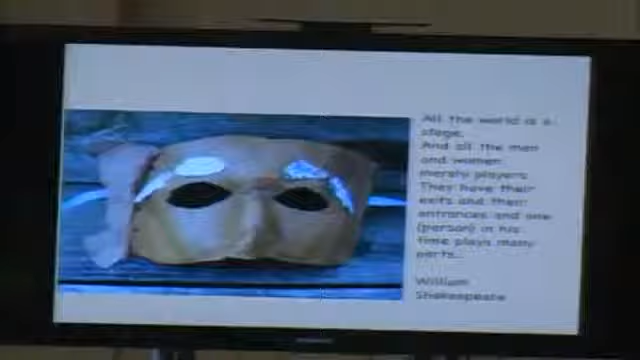 All the world is a
stage.
And all the men
and women
merely players
They have their
exits and their
entrances and one
(person) in his
time plays many
parts...
William
Shakespeare